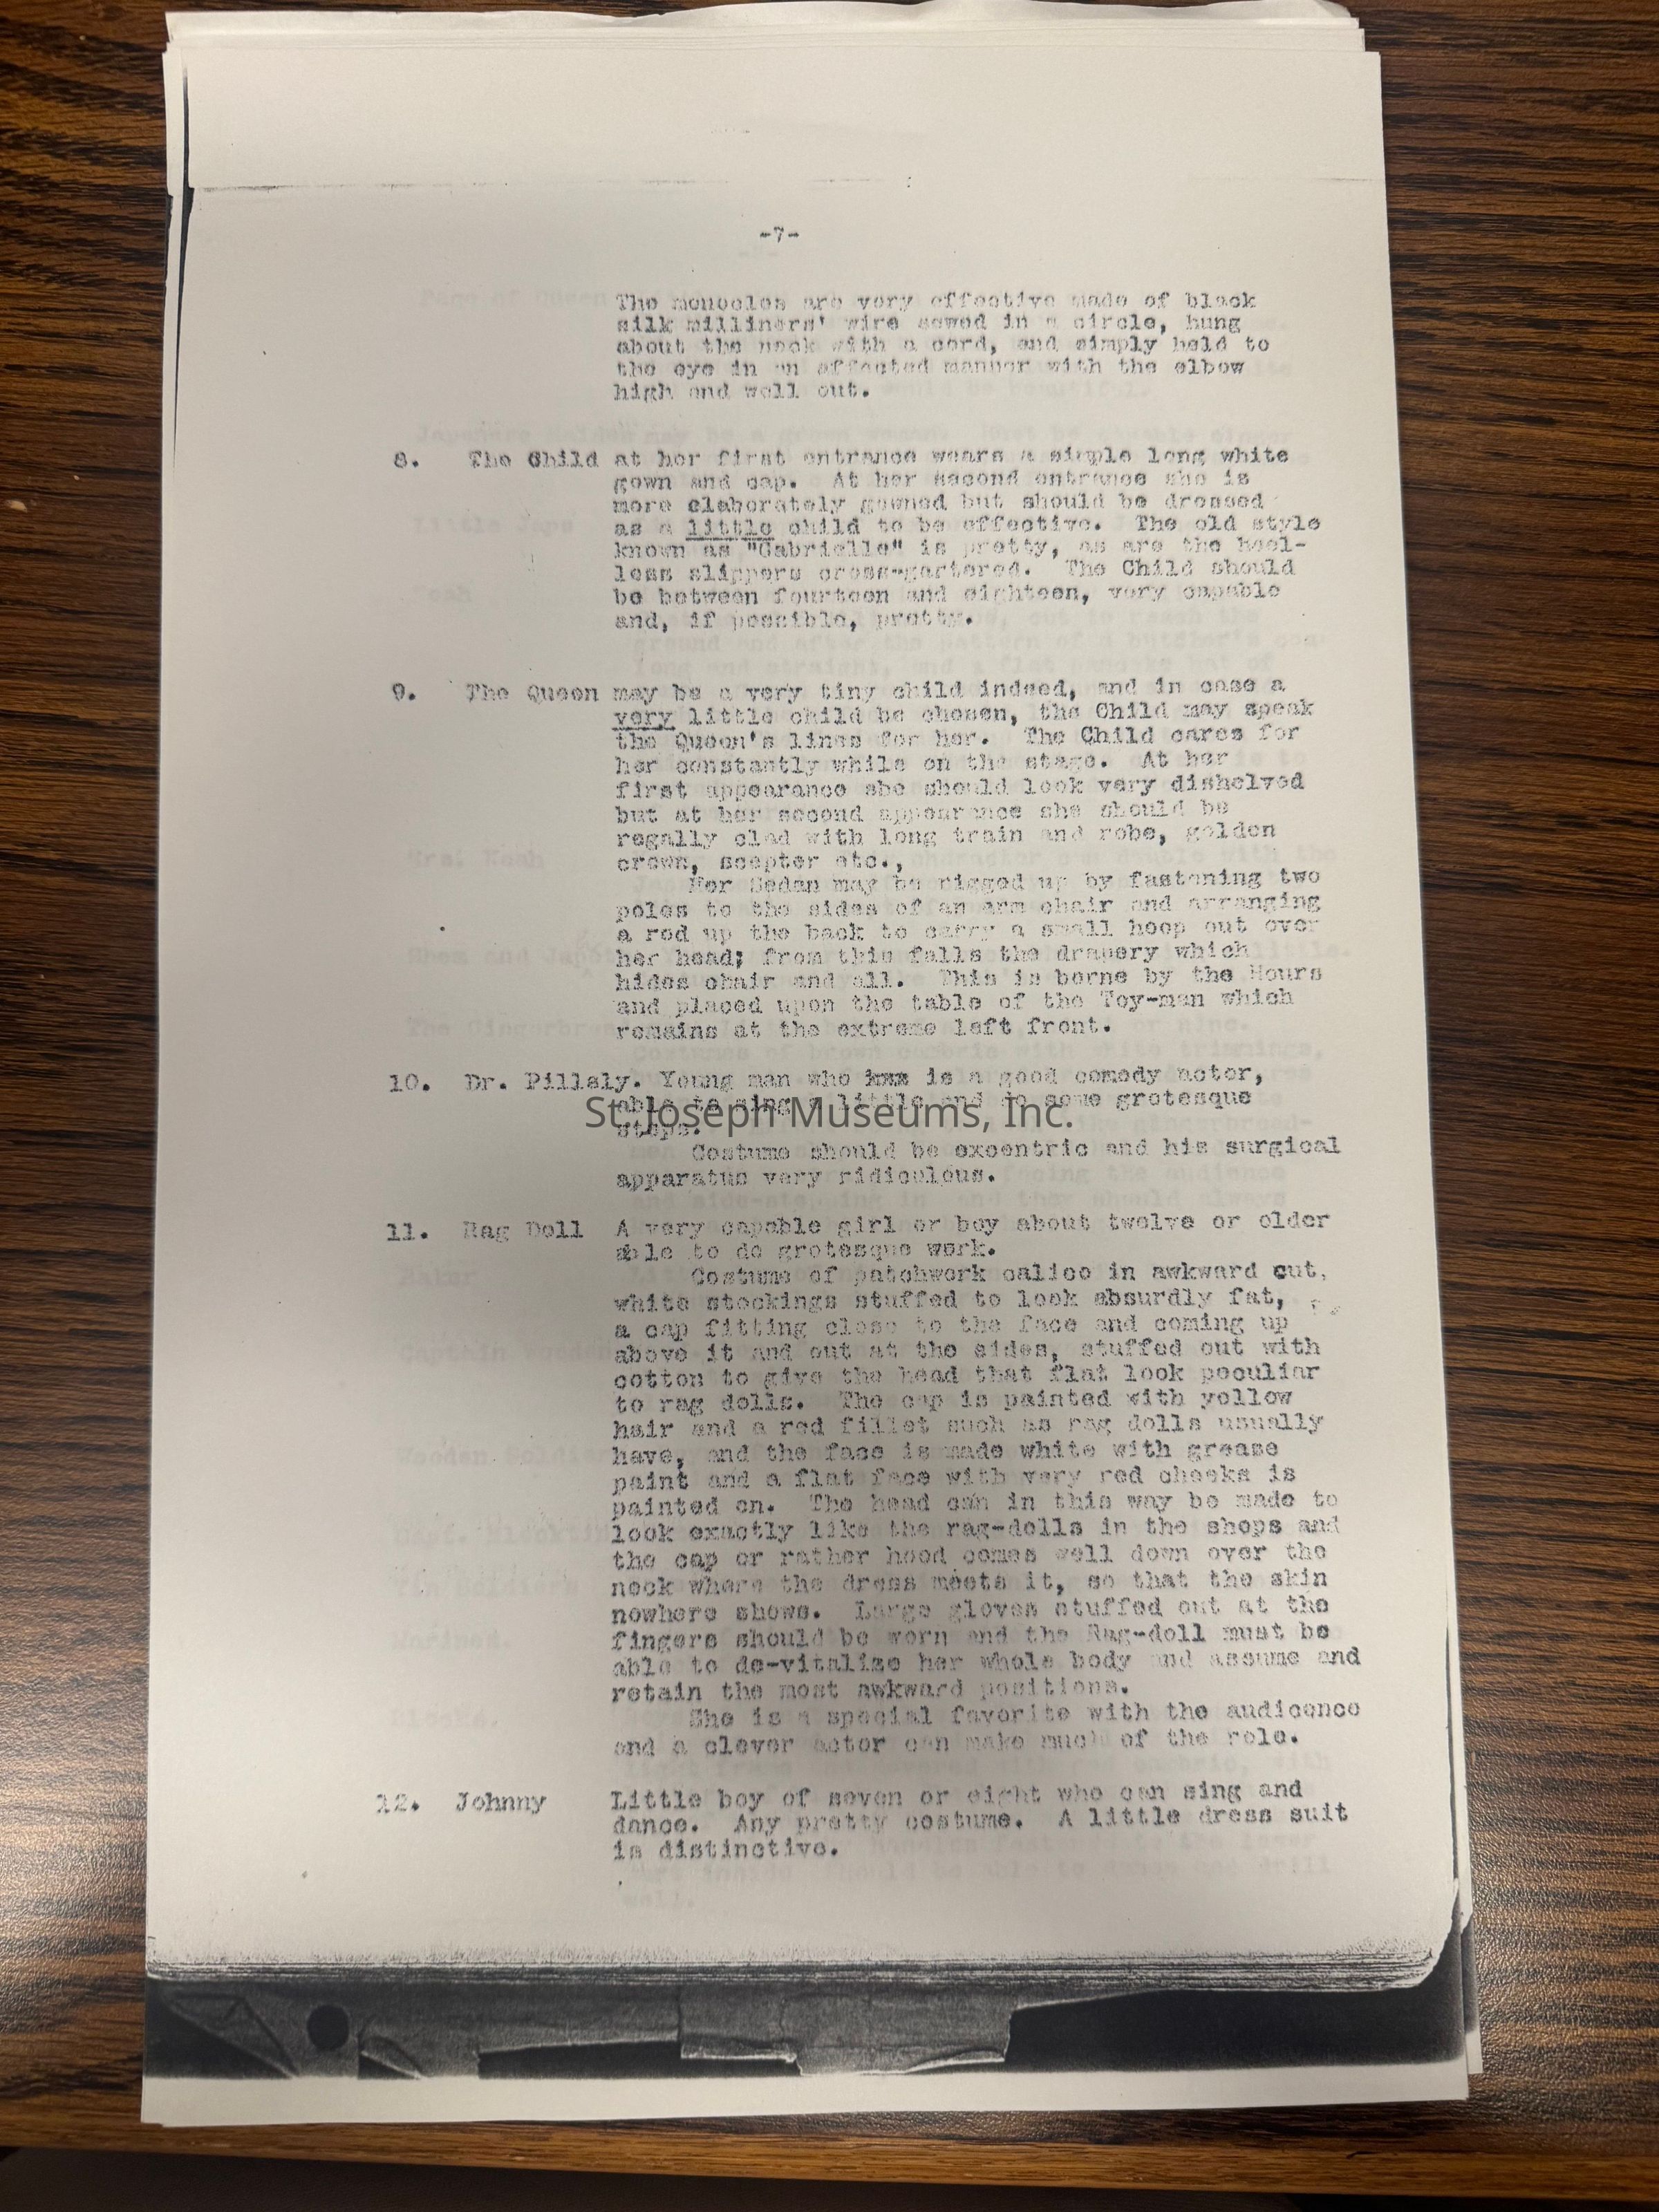 -7-
The monocles are very effective made of black
silk milliners' wire sewed in a circle, hung
about the neck with a cord, and simply held to
the eye in an affected manner with the elbow
high and well out.
8. The Child at her first entrance wears a simple long white
gown and cap. At her second entrance she is
more elaborately gowned but should be dressed
as a little child to be effective. The old style
known as "Gabrielle" is pretty, as are the heel-
less slippers cross-gartered. The Child should
be between fourteen and eighteen, very capable
and, if possible, pretty.
9. The Queen may be a very tiny child indeed, and in case a
very little child be chosen, the Child may speak
the Queen's lines for her. The Child cares for
her constantly while on the stage. At her
first appearance she should look very dishelved
but at her second appearance she should be
regally clad with long train and robe, golden
crown, scepter etc.,
Her Sedan may be rigged up by fastening two
poles to the sides of an arm chair and arranging
a rod up the back to carry a small hoop out over
her head; from this falls the drapery which
hides chair and all. This is borne by the Hours
and placed upon the table of the Toy-man which
remains at the extreme left front.
10. Dr. Pillsly. Young man who is a good comedy actor,
able to sing a little and do some grotesque
steps.
St. Joseph Museums, Inc.
Costume should be excentric and his surgical
apparatus very ridiculous.
11. Rag Doll A very capable girl or boy about twelve or older
able to do grotesque work.
Costume of patchwork calico in awkward cut,
white stockings stuffed to look absurdly fat,
a cap fitting close to the face and coming up
above it and out at the sides, stuffed out with
cotton to give the head that flat look peculiar
to rag dolls. The cap is painted with yellow
hair and a red fillet such as rag dolls usually
have, and the face is made white with grease
paint and a flat face with very red cheeks is
painted on. The head can in this way be made to
look exactly like the rag-dolls in the shops and
the cap or rather hood comes well down over the
neck where the dress meets it, so that the skin
nowhere shows. Large gloves stuffed out at the
fingers should be worn and the Rag-doll must be
able to de-vitalize her whole body and assume and
retain the most awkward positions.
She is a special favorite with the audicence
and a clever actor can make much of the role.
12. Johnny Little boy of seven or eight who can sing and
dance. Any pretty costume. A little dress suit
is distinctive.